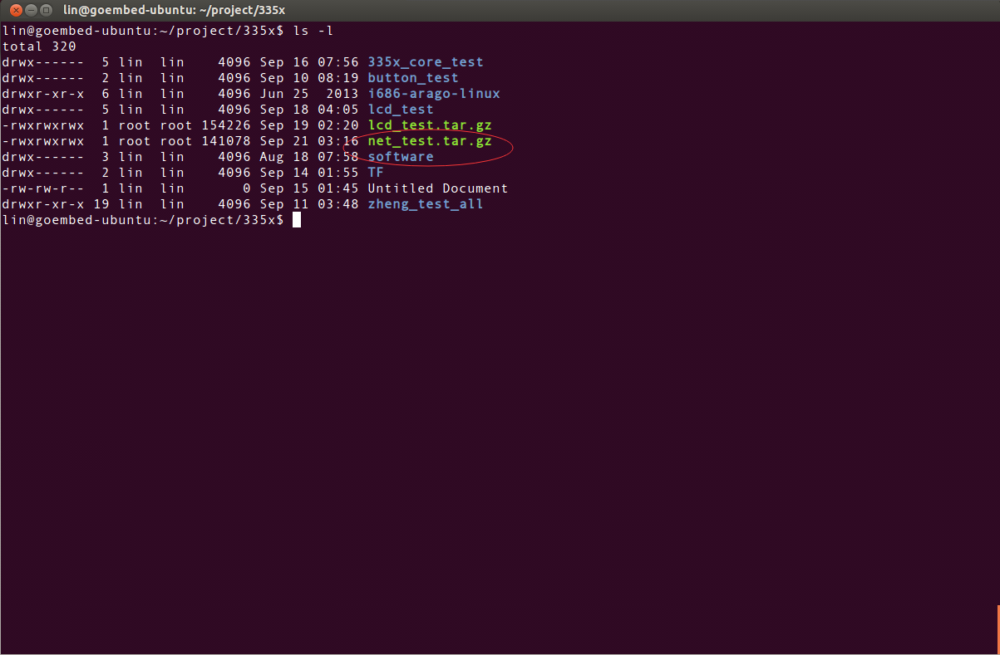 lin@goembed-ubuntu: ~/project/335x
lin@goembed-ubuntu:~/project/335x$ ls -l
total 320
drwx------  5 lin  lin    4096 Sep 16 07:56 335x_core_test
drwx------  2 lin  lin    4096 Sep 10 08:19 button_test
drwxr-xr-x  6 lin  lin    4096 Jun 25  2013 i686-arago-linux
drwx------  5 lin  lin    4096 Sep 18 04:05 lcd_test
-rwxrwxrwx  1 root root 154226 Sep 19 02:20 lcd_test.tar.gz
-rwxrwxrwx  1 root root 141078 Sep 21 03:16 net_test.tar.gz
drwx------  3 lin  lin    4096 Aug 18 07:58 software
drwx------  2 lin  lin    4096 Sep 14 01:55 TF
-rw-rw-r--  1 lin  lin       0 Sep 15 01:45 Untitled Document
drwxr-xr-x 19 lin  lin    4096 Sep 11 03:48 zheng_test_all
lin@goembed-ubuntu:~/project/335x$